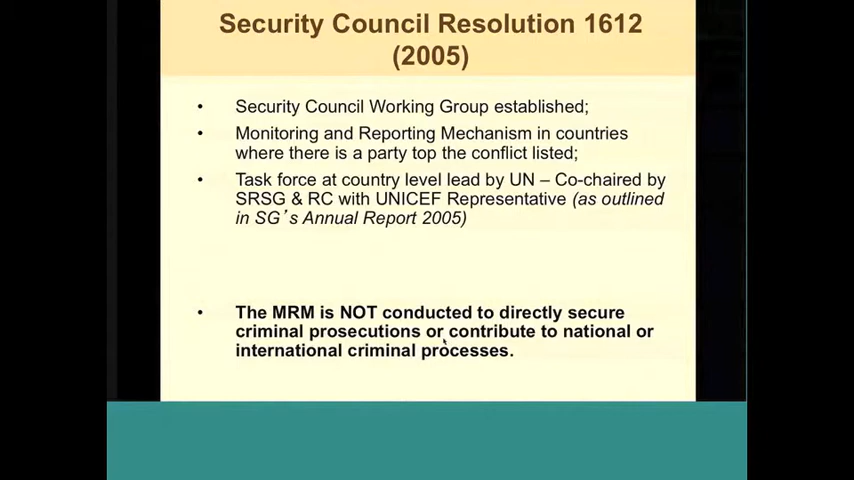 Security Council Resolution 1612
(2005)
• Security Council Working Group established;
• Monitoring and Reporting Mechanism in countries
where there is a party top the conflict listed;
• Task force at country level lead by UN – Co-chaired by
SRSG & RC with UNICEF Representative (as outlined
in SG’s Annual Report 2005)
• The MRM is NOT conducted to directly secure
criminal prosecutions or contribute to national or
international criminal processes.